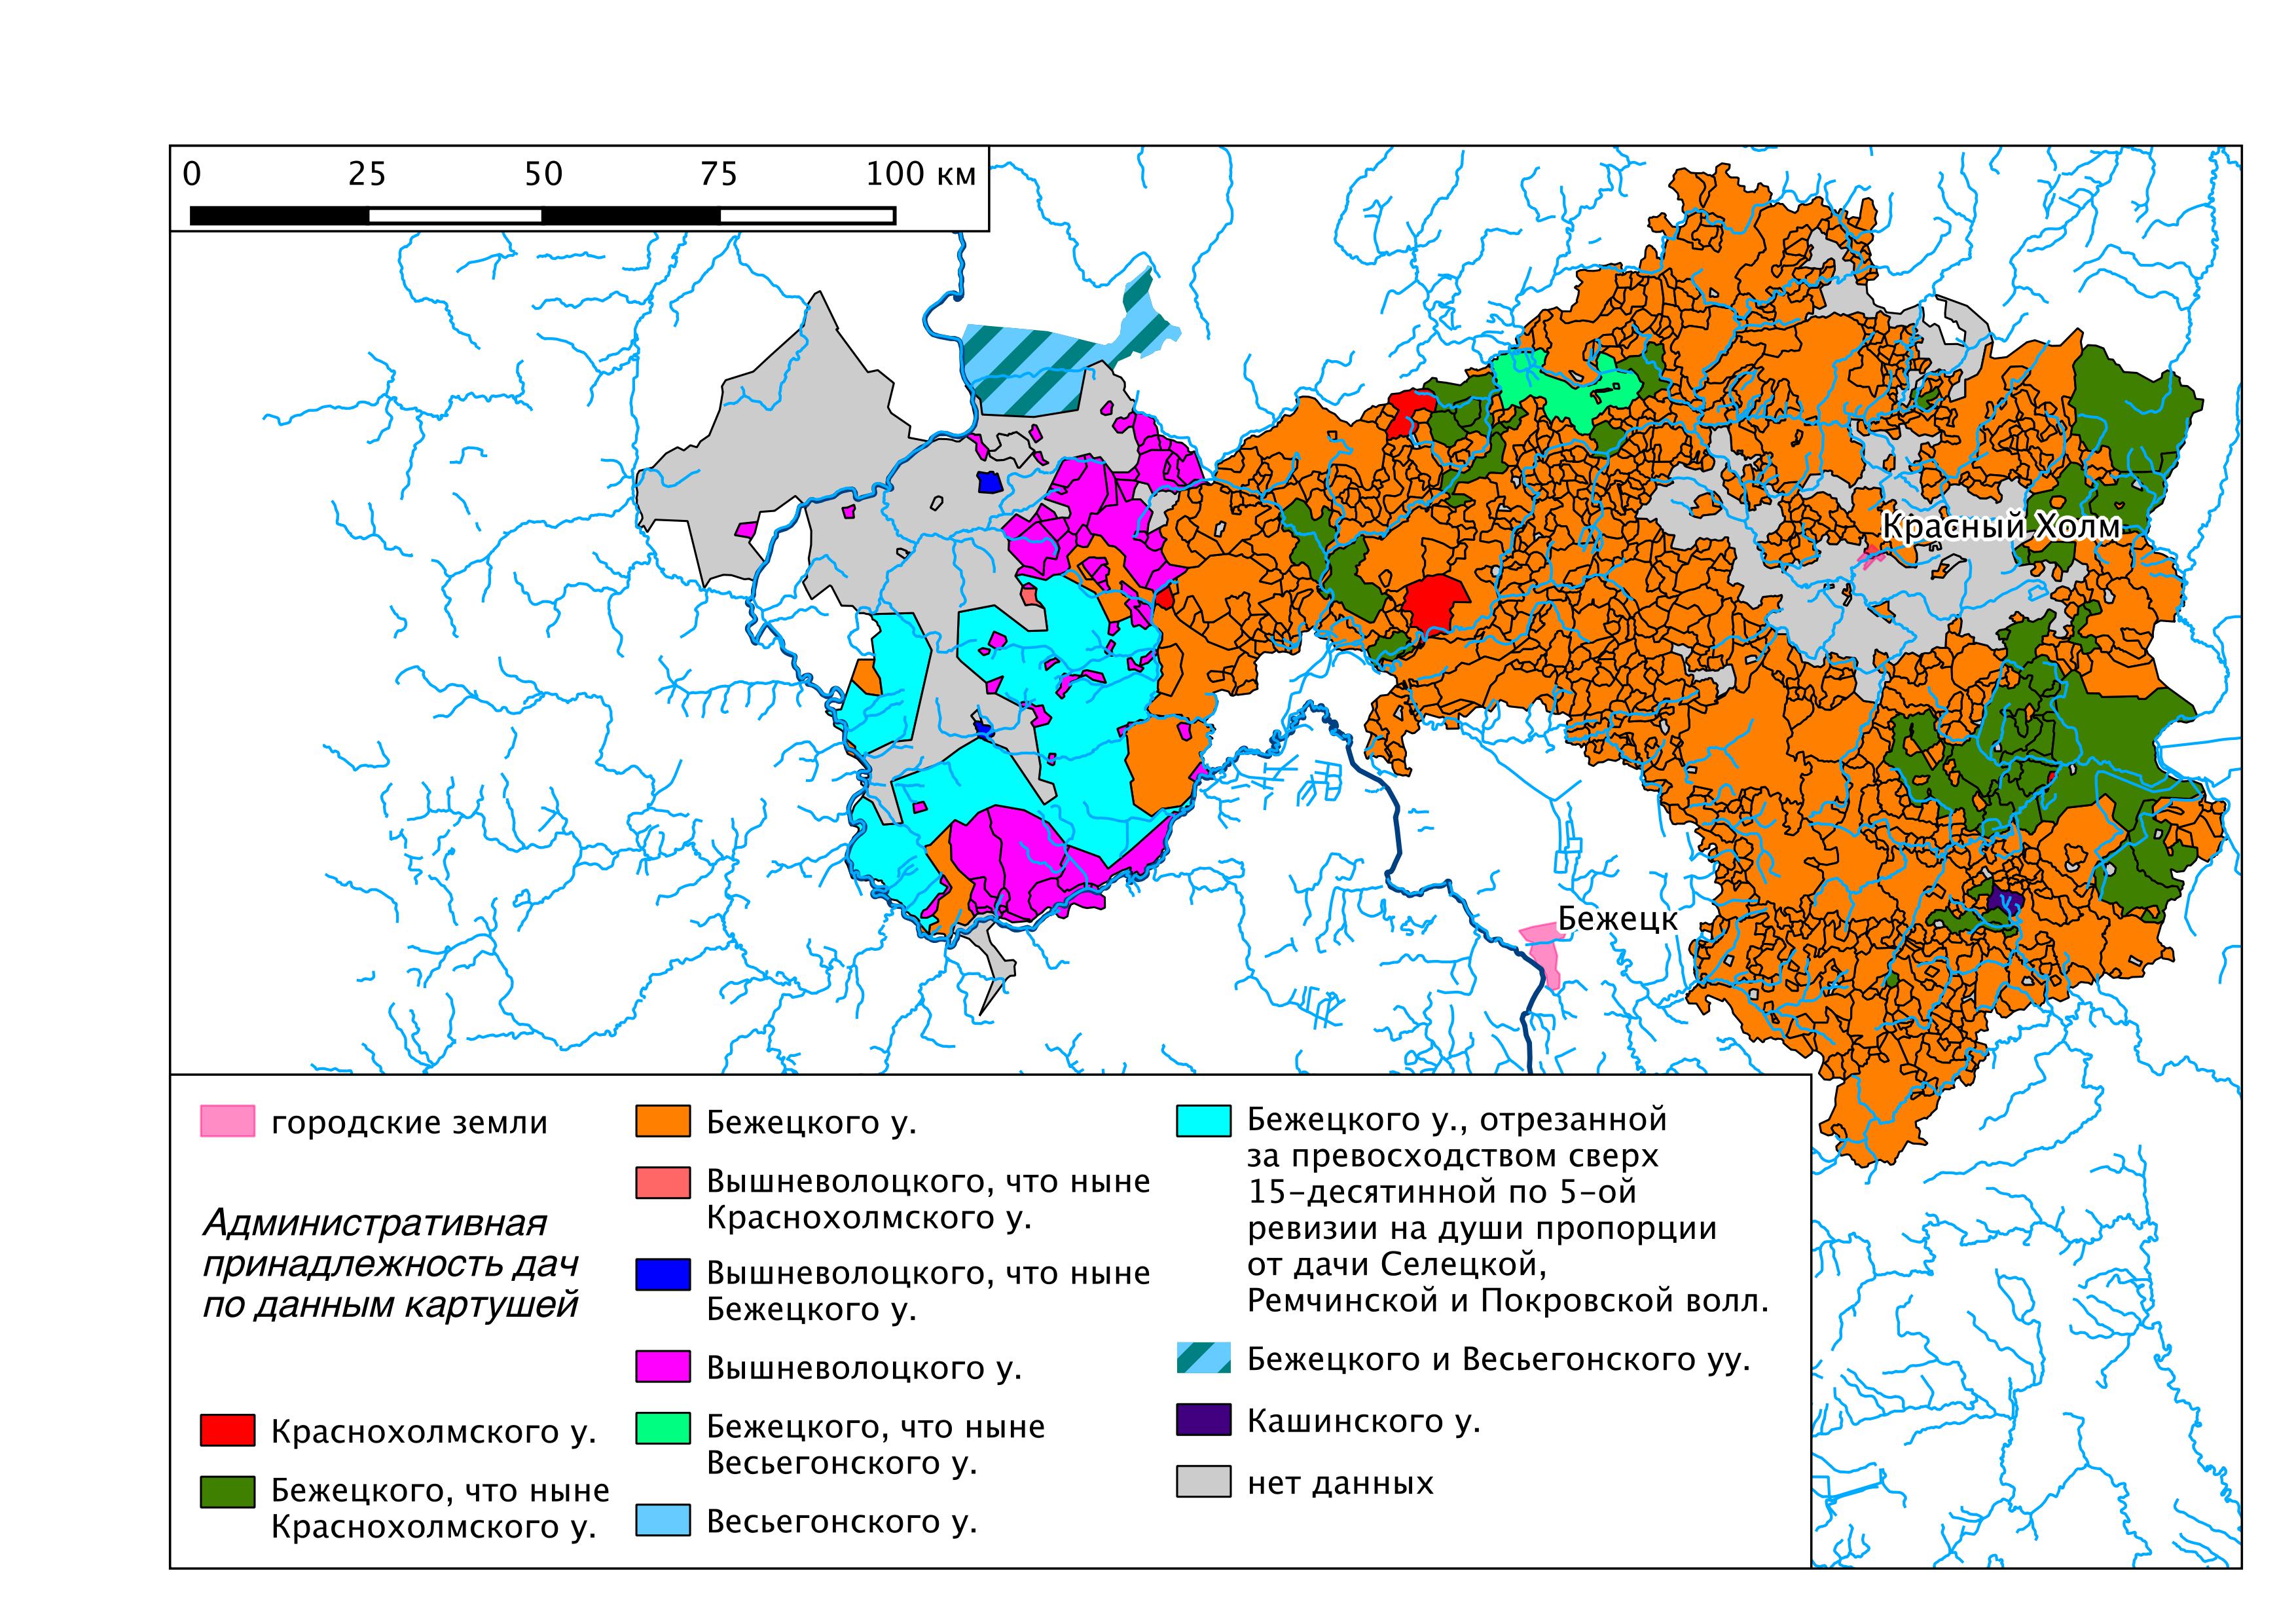 0 25 50 75 100 км
Красный Холм
Бежецк
городские земли
Административная
принадлежность дач
по данным картушей
Краснохолмского у.
Бежецкого, что ныне
Краснохолмского у.
Бежецкого у.
Вышневолоцкого, что ныне
Краснохолмского у.
Вышневолоцкого, что ныне
Бежецкого у.
Вышневолоцкого у.
Бежецкого, что ныне
Весьегонского у.
Весьегонского у.
Бежецкого у., отрезанной
за превосходством сверх
15-десятинной по 5-ой
ревизии на души пропорции
от дачи Селецкой,
Ремчинской и Покровской волл.
Бежецкого и Весьегонского уу.
Кашинского у.
нет данных